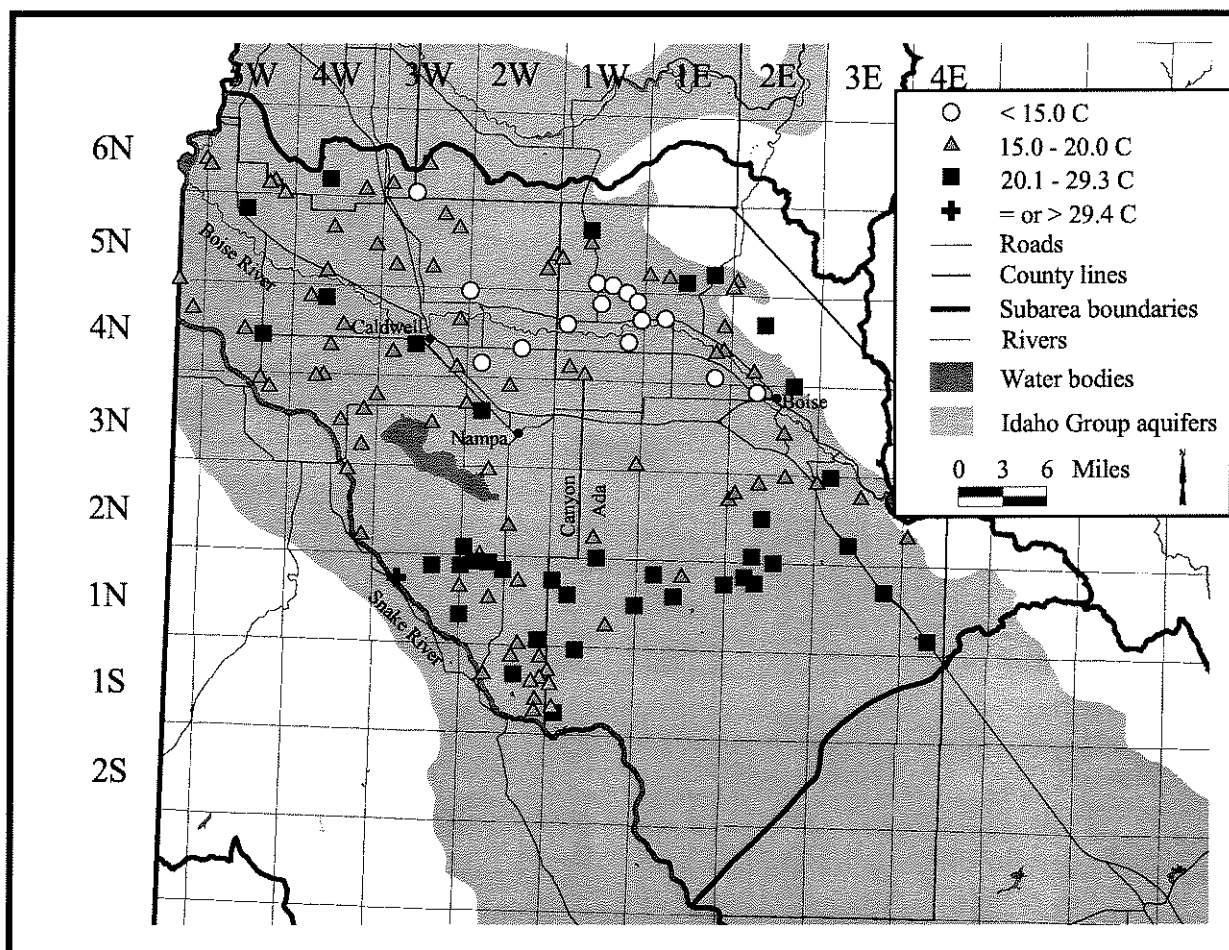 5W 4W 3W 2W 1W 1E 2E 3E 4E
6N
5N
4N
3N
2N
1N
1S
2S
Boise River
Caldwell
Nampa
Boise
Canyon
Ada
Snake River
< 15.0 C
15.0 - 20.0 C
20.1 - 29.3 C
= or > 29.4 C
Roads
County lines
Subarea boundaries
Rivers
Water bodies
Idaho Group aquifers
0 3 6 Miles
N